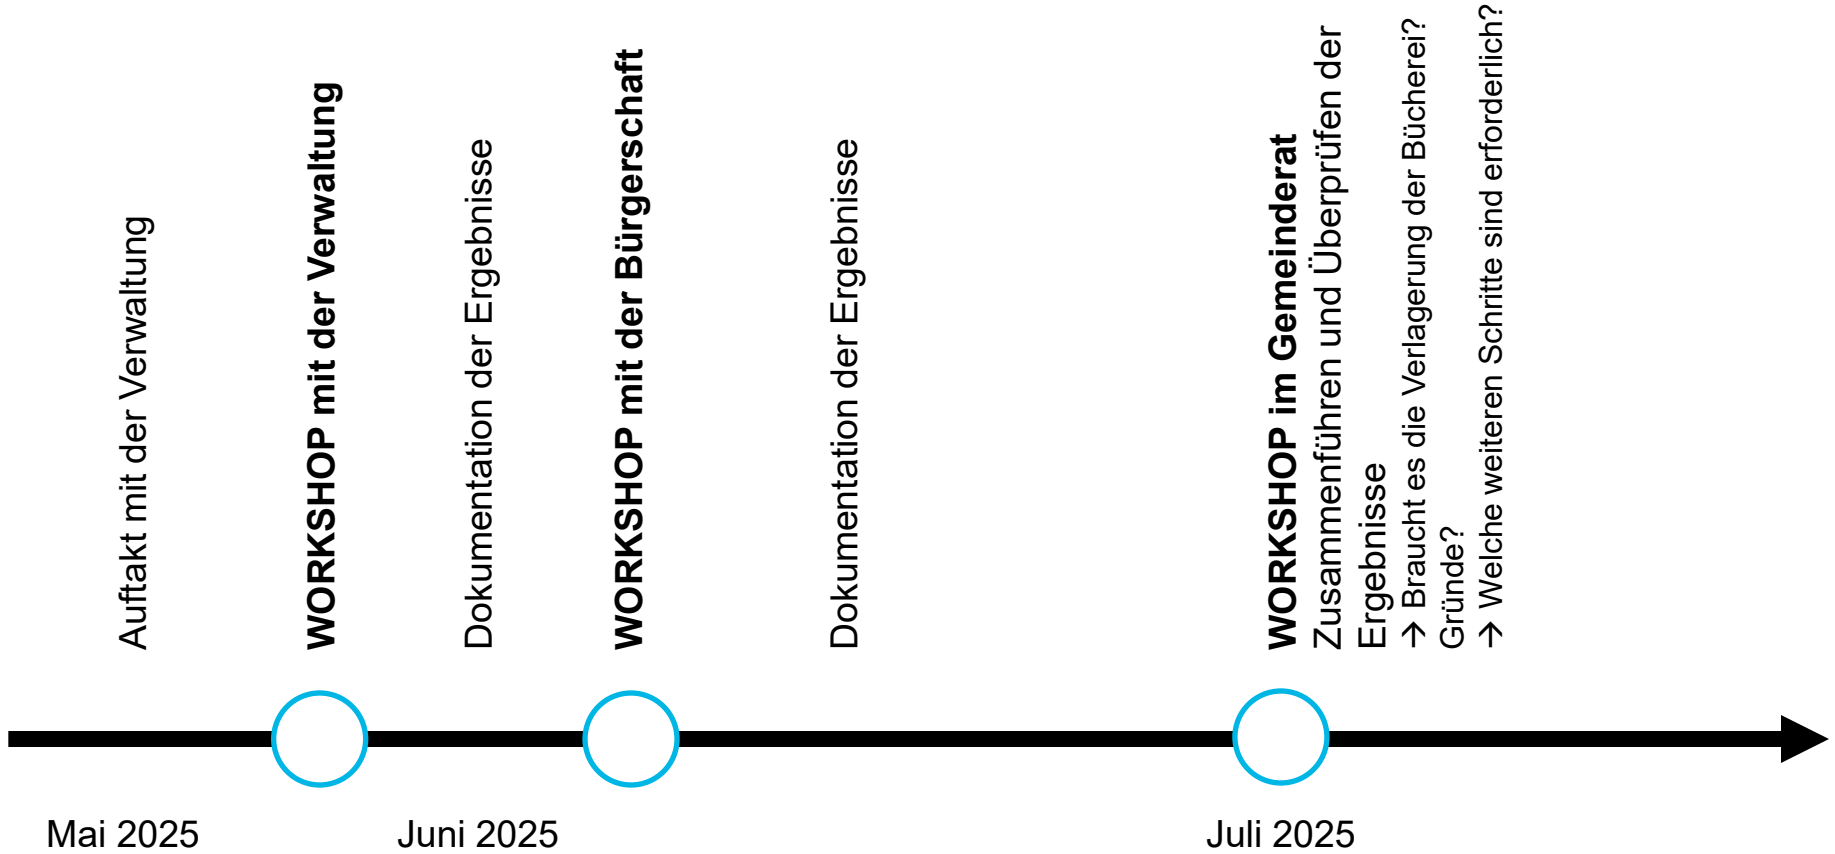 Auftakt mit der Verwaltung
WORKSHOP mit der Verwaltung
Dokumentation der Ergebnisse
WORKSHOP mit der Bürgerschaft
Dokumentation der Ergebnisse
WORKSHOP im Gemeinderat
Zusammenführen und Überprüfen der
Ergebnisse
→ Braucht es die Verlagerung der Bücherei?
Gründe?
→ Welche weiteren Schritte sind erforderlich?
Mai 2025
Juni 2025
Juli 2025